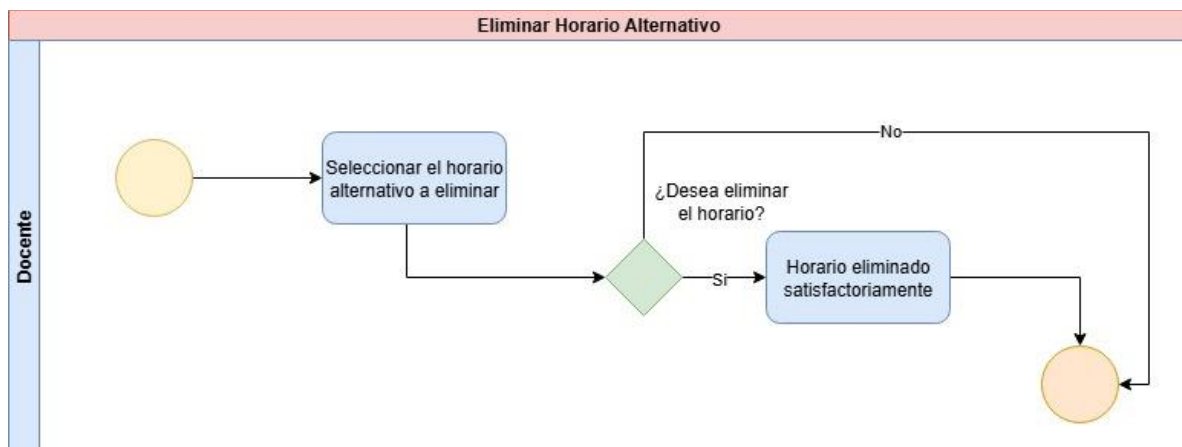 Eliminar Horario Alternativo
Docente
Seleccionar el horario
alternativo a eliminar
¿Desea eliminar
el horario?
No
Si
Horario eliminado
satisfactoriamente